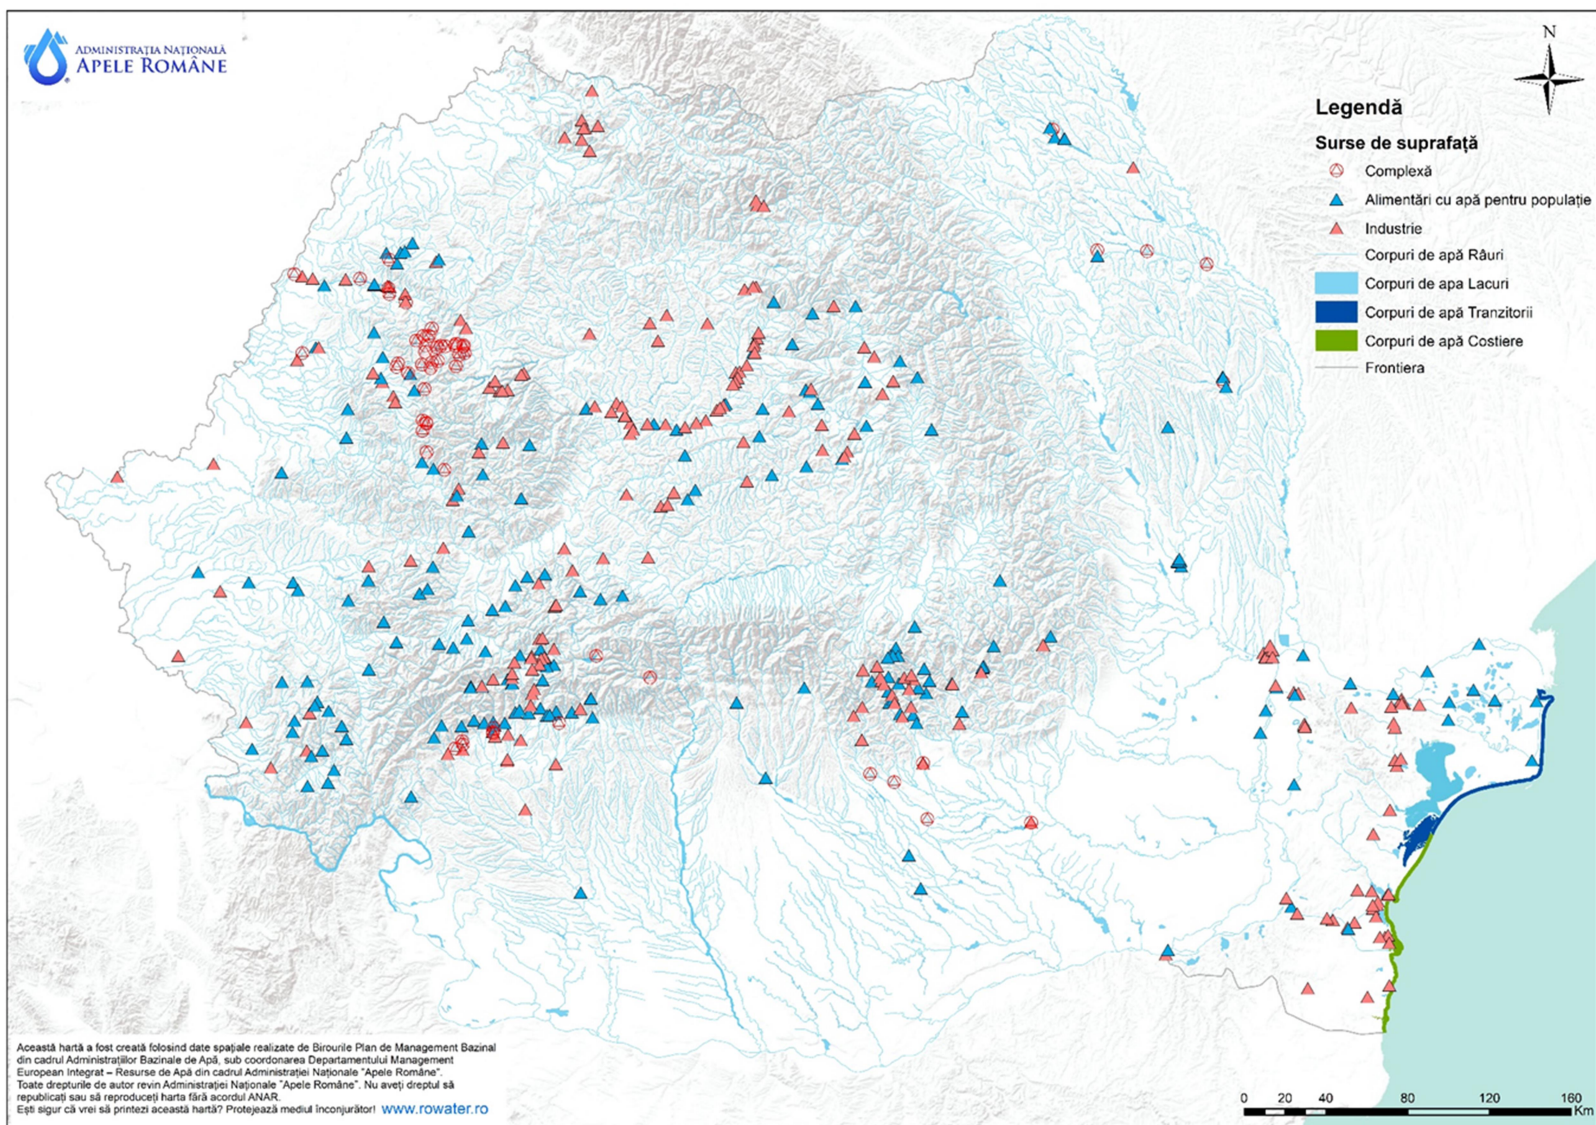 ADMINISTRAȚIA NAȚIONALĂ
APELE ROMÂNE
N
Legendă
Surse de suprafață
Complexă
Alimentări cu apă pentru populație
Industrie
Corpuri de apă Râuri
Corpuri de apa Lacuri
Corpuri de apă Tranzitorii
Corpuri de apă Costiere
Frontiera
Această hartă a fost creată folosind date spațiale realizate de Birourile Plan de Management Bazinal
din cadrul Administrațiilor Bazinale de Apă, sub coordonarea Departamentului Management
European Integrat – Resurse de Apă din cadrul Administrației Naționale "Apele Române".
Toate drepturile de autor revin Administrației Naționale "Apele Române". Nu aveți dreptul să
republicați sau să reproduceți harta fără acordul ANAR.
Ești sigur că vrei să printezi această hartă? Protejează mediul înconjurător! www.rowater.ro
0 20 40 80 120 160
Km